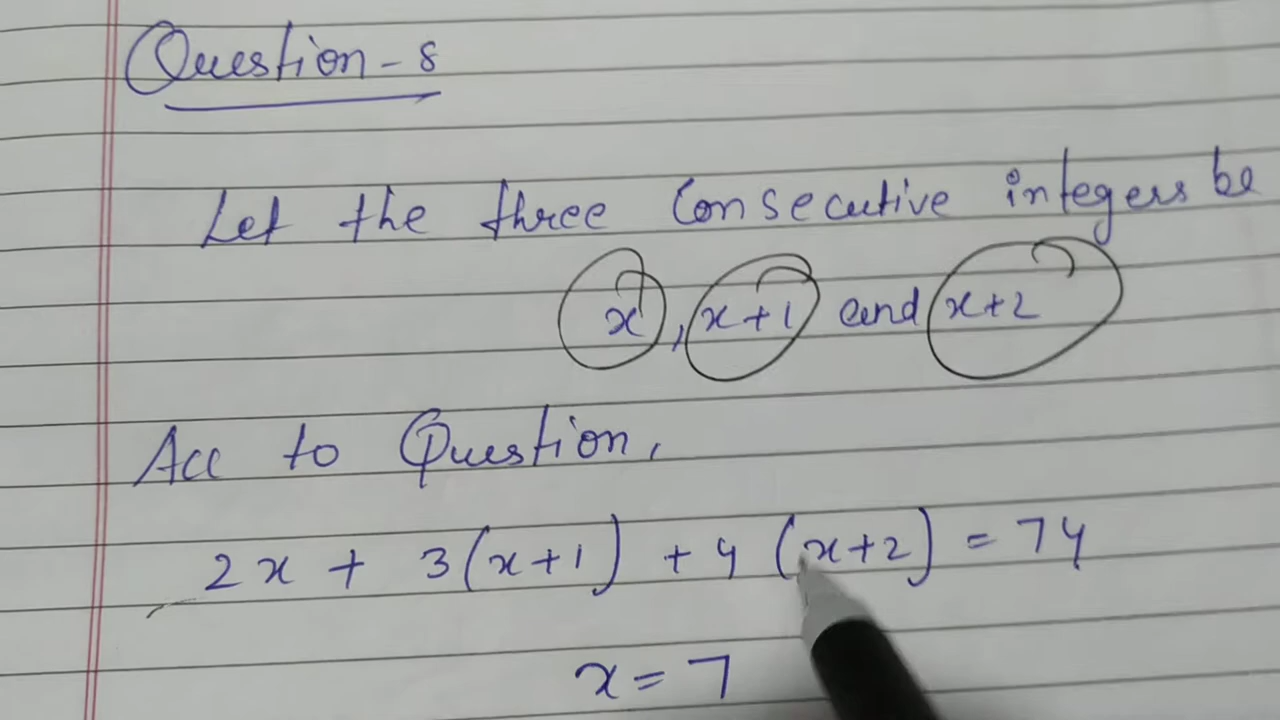 Question-8
Let the three consecutive integers be
x, x+1 and x+2
Acc to Question,
2x + 3(x+1) + 4(x+2) = 74
x = 7